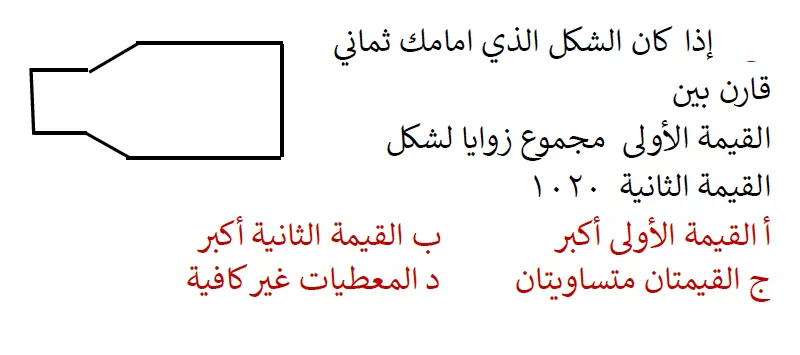 إذا كان الشكل الذي امامك ثماني
قارن بين
القيمة الأولى مجموع زوايا لشكل
القيمة الثانية ١٠٢٠
أ القيمة الأولى أكبر ب القيمة الثانية أكبر
ج القيمتان متساويتان د المعطيات غير كافية